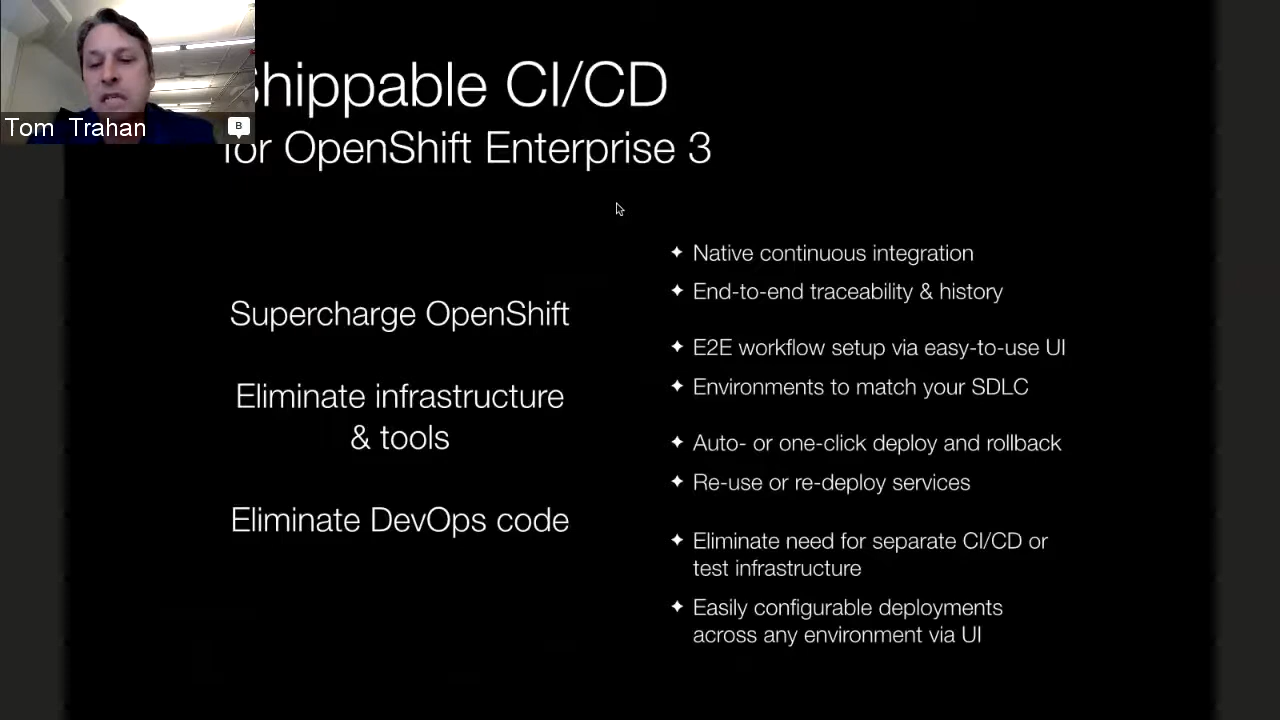 Shippable CI/CD
for OpenShift Enterprise 3
Tom Trahan
B
Supercharge OpenShift
Eliminate infrastructure
& tools
Eliminate DevOps code
Native continuous integration
End-to-end traceability & history
E2E workflow setup via easy-to-use UI
Environments to match your SDLC
Auto- or one-click deploy and rollback
Re-use or re-deploy services
Eliminate need for separate CI/CD or
test infrastructure
Easily configurable deployments
across any environment via UI